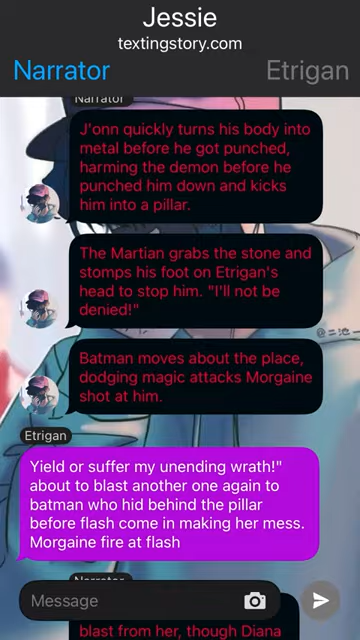 Jessie
textingstory.com
Narrator
Etrigan
Narrator
J'onn quickly turns his body into
metal before he got punched,
harming the demon before he
punched him down and kicks
him into a pillar.
The Martian grabs the stone and
stomps his foot on Etrigan's
head to stop him. "I'll not be
denied!"
Batman moves about the place,
dodging magic attacks Morgaine
shot at him.
Etrigan
Yield or suffer my unending wrath!"
about to blast another one again to
batman who hid behind the pillar
before flash come in making her mess.
Morgaine fire at flash
Narrator
Message
blast from her, though Diana